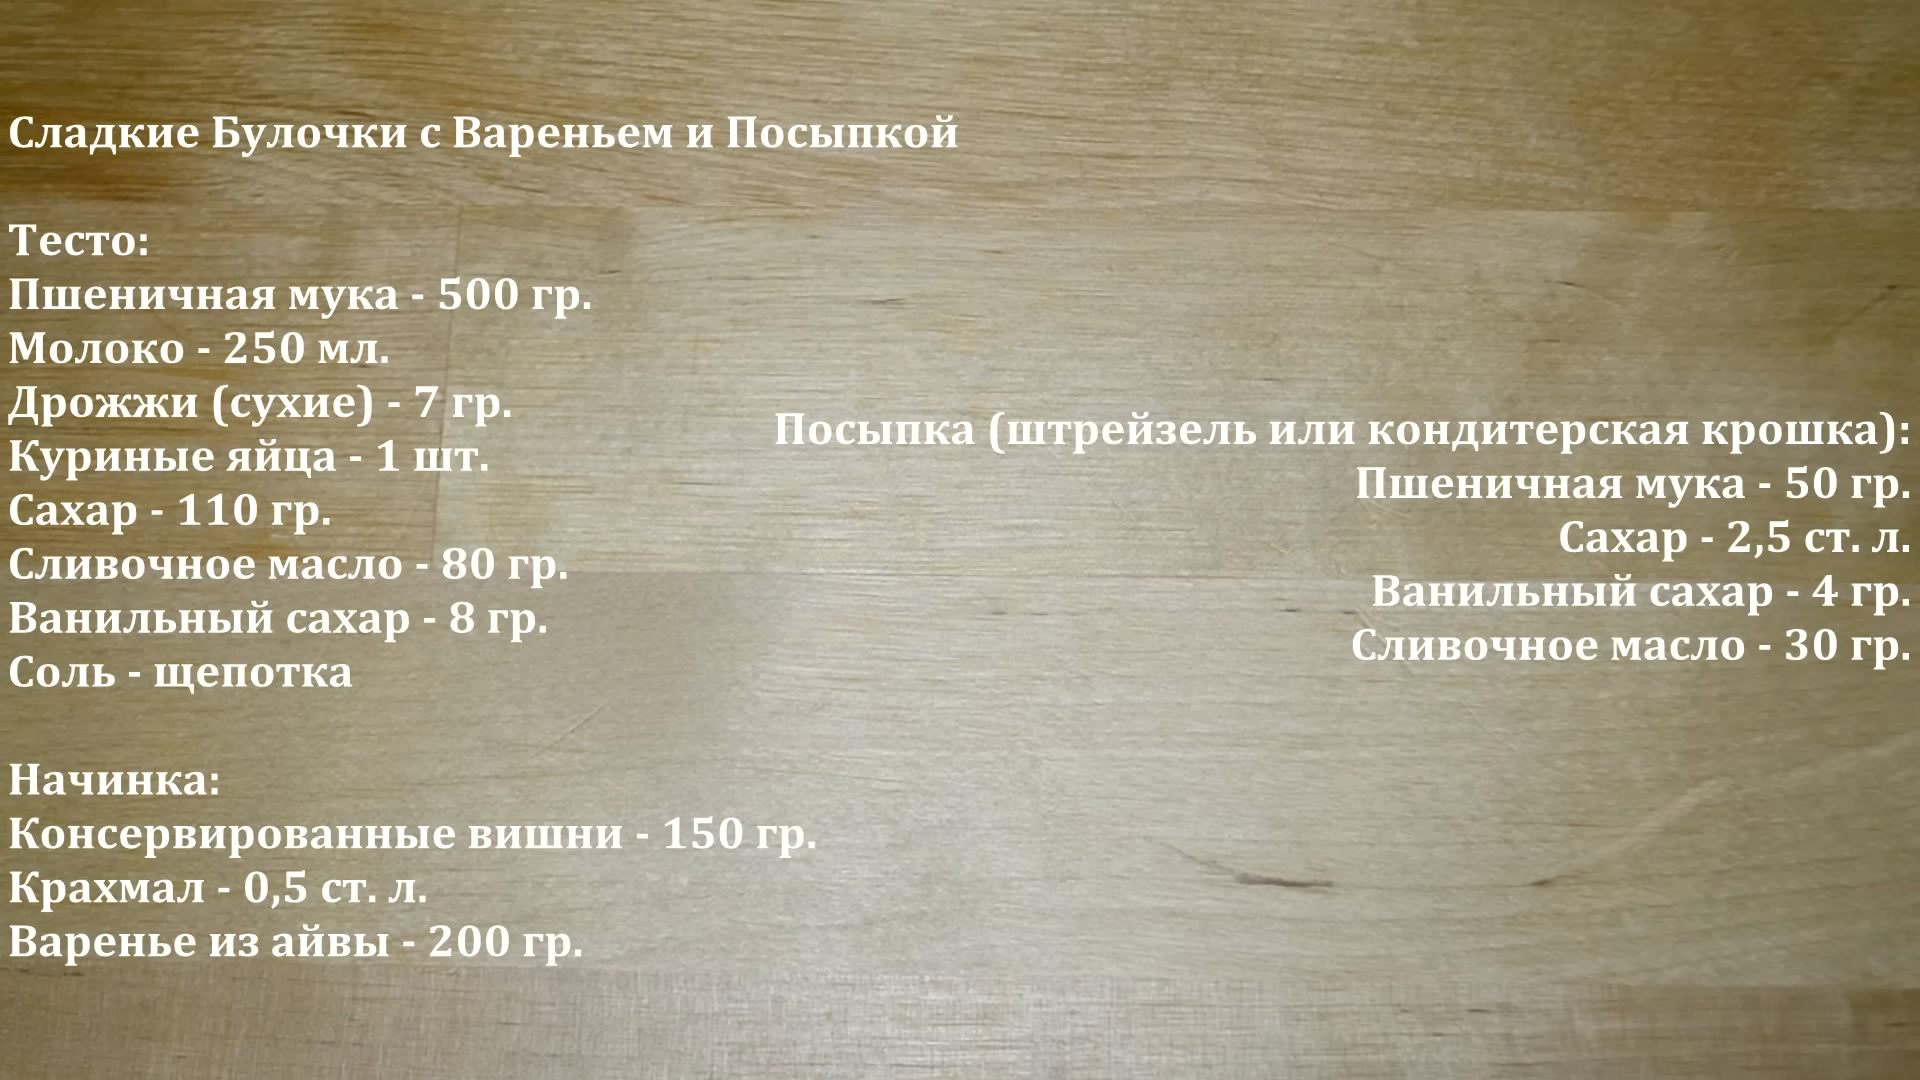 Сладкие Булочки с Вареньем и Посыпкой
Тесто:
Пшеничная мука - 500 гр.
Молоко - 250 мл.
Дрожжи (сухие) - 7 гр.
Куриные яйца - 1 шт.
Сахар - 110 гр.
Сливочное масло - 80 гр.
Ванильный сахар - 8 гр.
Соль - щепотка
Начинка:
Консервированные вишни - 150 гр.
Крахмал - 0,5 ст. л.
Варенье из айвы - 200 гр.
Посыпка (штрейзель или кондитерская крошка):
Пшеничная мука - 50 гр.
Сахар - 2,5 ст. л.
Ванильный сахар - 4 гр.
Сливочное масло - 30 гр.